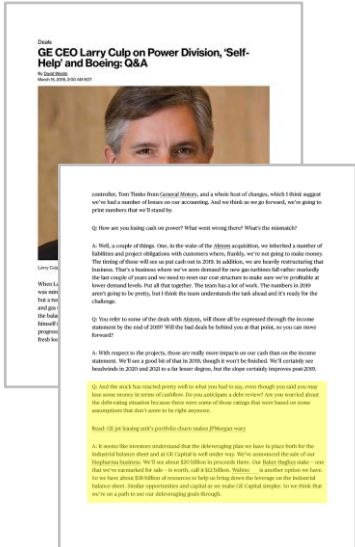 Deals
GE CEO Larry Culp on Power Division, 'Self-
Help' and Boeing: Q&A
By David Westin
March 15, 2019, 5:00 AM EDT
Larry Culp
When La
was
but a
and gas
the bala
himself
progress
fresh loo
controller, Tom Timko from General Motors, and a whole host of changes, which I think suggest
we've had a number of lenses on our accounting. And we think as we go forward, we're going to
print numbers that we'll stand by.
Q: How are you losing cash on power? What went wrong there? What's the mismatch?
A: Well, a couple of things. One, in the wake of the Alstom acquisition, we inherited a number of
liabilities and project obligations with customers where, frankly, we're not going to make money.
The timing of those will see us put cash out in 2019. In addition, we are heavily restructuring that
business. That's a business where we've seen demand for new gas turbines fall rather markedly
the last couple of years and we need to reset our cost structure to make sure we're profitable at
lower demand levels. Put all that together. The team has a lot of work. The numbers in 2019
aren't going to be pretty, but I think the team understands the task ahead and it's ready for the
challenge.
Q: You refer to some of the deals with Alstom, will those all be expressed through the income
statement by the end of 2019? Will the bad deals be behind you at that point, so you can move
forward?
A: With respect to the projects, those are really more impacts on our cash than on the income
statement. We'll see a good bit of that in 2019, though it won't be finished. We'll certainly see
headwinds in 2020 and 2021 to a far lesser degree, but the slope certainly improves post-2019.
Q: And the stock has reacted pretty well to what you had to say, even though you said you may
lose some money in terms of cashflow. Do you anticipate a debt review? Are you worried about
the debt-rating situation because there were some of those ratings that were based on some
assumptions that don't seem to be right anymore.
Read: GE jet leasing unit's portfolio churn makes JPMorgan wary
A: It seems like investors understand that the deleveraging plan we have in place both for the
industrial balance sheet and at GE Capital is well under way. We've announced the sale of our
biopharma business. We'll see about $20 billion in proceeds there. Our Baker Hughes stake – one
that we've earmarked for sale – is worth, call it $12 billion. Wabtec is another option we have.
So we have about $38 billion of resources to help us bring down the leverage on the industrial
balance sheet. Similar opportunities and capital as we make GE Capital simpler. So we think that
we're on a path to see our deleveraging goals through.